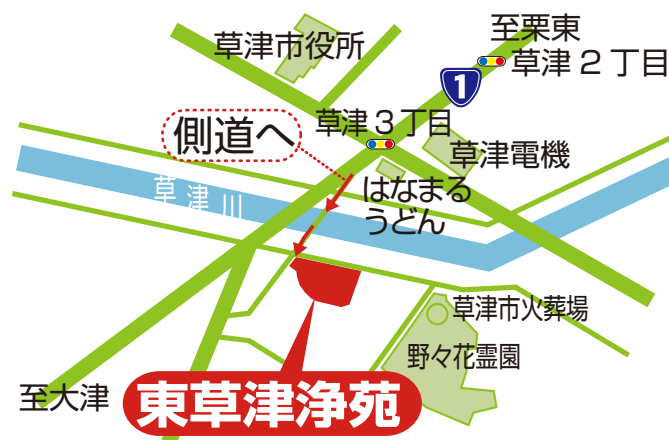 至栗東
草津市役所
草津2丁目
1
草津3丁目
側道へ
草津電機
はなまる
うどん
草津川
草津市火葬場
野々花霊園
至大津
東草津浄苑